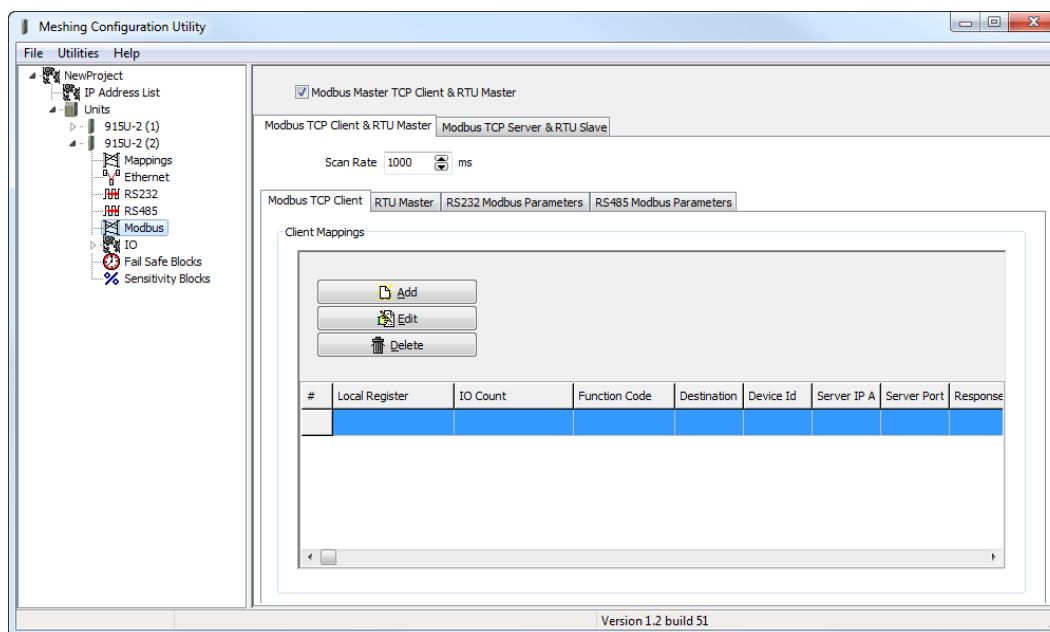 Meshing Configuration Utility
File Utilities Help
NewProject
IP Address List
Units
915U-2 (1)
915U-2 (2)
Mappings
Ethernet
RS232
RS485
Modbus
IO
Fail Safe Blocks
Sensitivity Blocks
Modbus Master TCP Client & RTU Master
Modbus TCP Client & RTU Master Modbus TCP Server & RTU Slave
Scan Rate 1000 ms
Modbus TCP Client RTU Master RS232 Modbus Parameters RS485 Modbus Parameters
Client Mappings
Add
Edit
Delete
# Local Register IO Count Function Code Destination Device Id Server IP A Server Port Response
Version 1.2 build 51